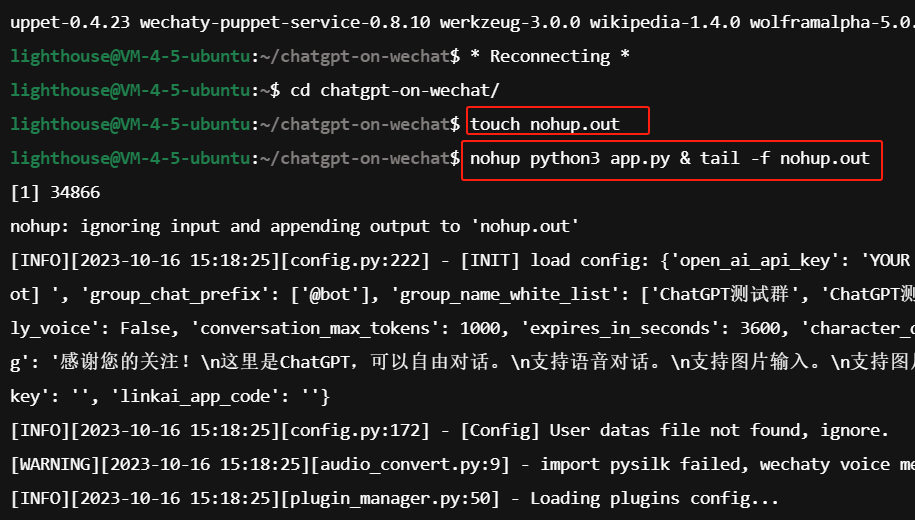 uppet-0.4.23 wechaty-puppet-service-0.8.10 werkzeug-3.0.0 wikipedia-1.4.0 wolframalpha-5.0.
lighthouse@VM-4-5-ubuntu:~/chatgpt-on-wechat$ * Reconnecting *
lighthouse@VM-4-5-ubuntu:~$ cd chatgpt-on-wechat/
lighthouse@VM-4-5-ubuntu:~/chatgpt-on-wechat$ touch nohup.out
lighthouse@VM-4-5-ubuntu:~/chatgpt-on-wechat$ nohup python3 app.py & tail -f nohup.out
[1] 34866
nohup: ignoring input and appending output to 'nohup.out'
[INFO][2023-10-16 15:18:25][config.py:222] - [INIT] load config: {'open_ai_api_key': 'YOUR
ot] ', 'group_chat_prefix': ['@bot'], 'group_name_white_list': ['ChatGPT测试群', 'ChatGPT测
ly_voice': False, 'conversation_max_tokens': 1000, 'expires_in_seconds': 3600, 'character_d
g': '感谢您的关注！\n这里是ChatGPT，可以自由对话。\n支持语音对话。\n支持图片输入。\n支持图片
key': '', 'linkai_app_code': ''}
[INFO][2023-10-16 15:18:25][config.py:172] - [Config] User datas file not found, ignore.
[WARNING][2023-10-16 15:18:25][audio_convert.py:9] - import pysilk failed, wechaty voice me
[INFO][2023-10-16 15:18:25][plugin_manager.py:50] - Loading plugins config...